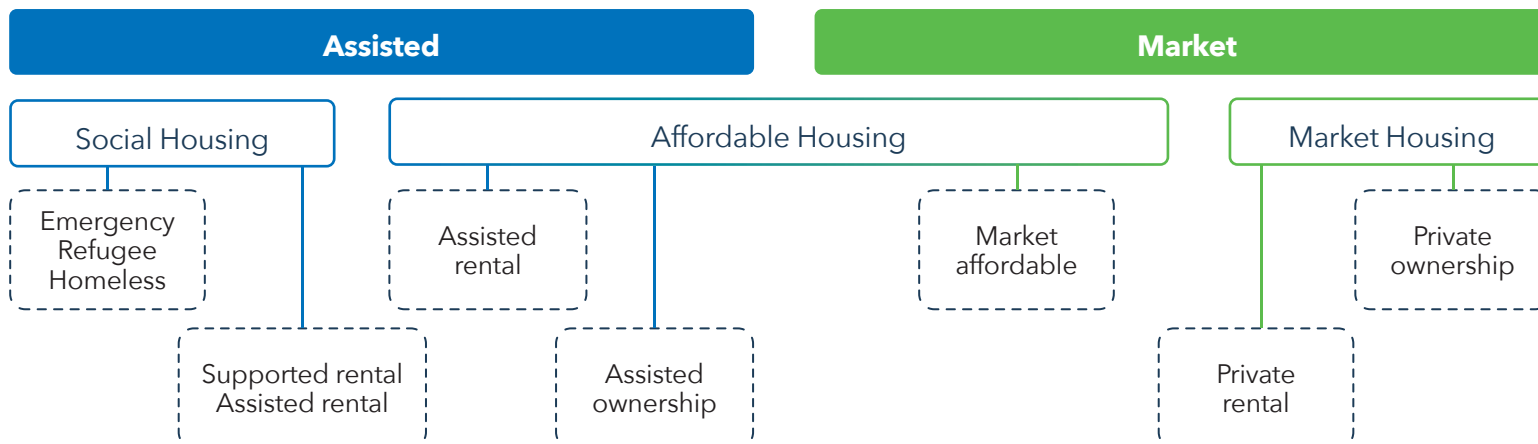 Assisted
Market
Social Housing
Affordable Housing
Market Housing
Emergency
Refugee
Homeless
Assisted
rental
Market
affordable
Private
ownership
Supported rental
Assisted rental
Assisted
ownership
Private
rental